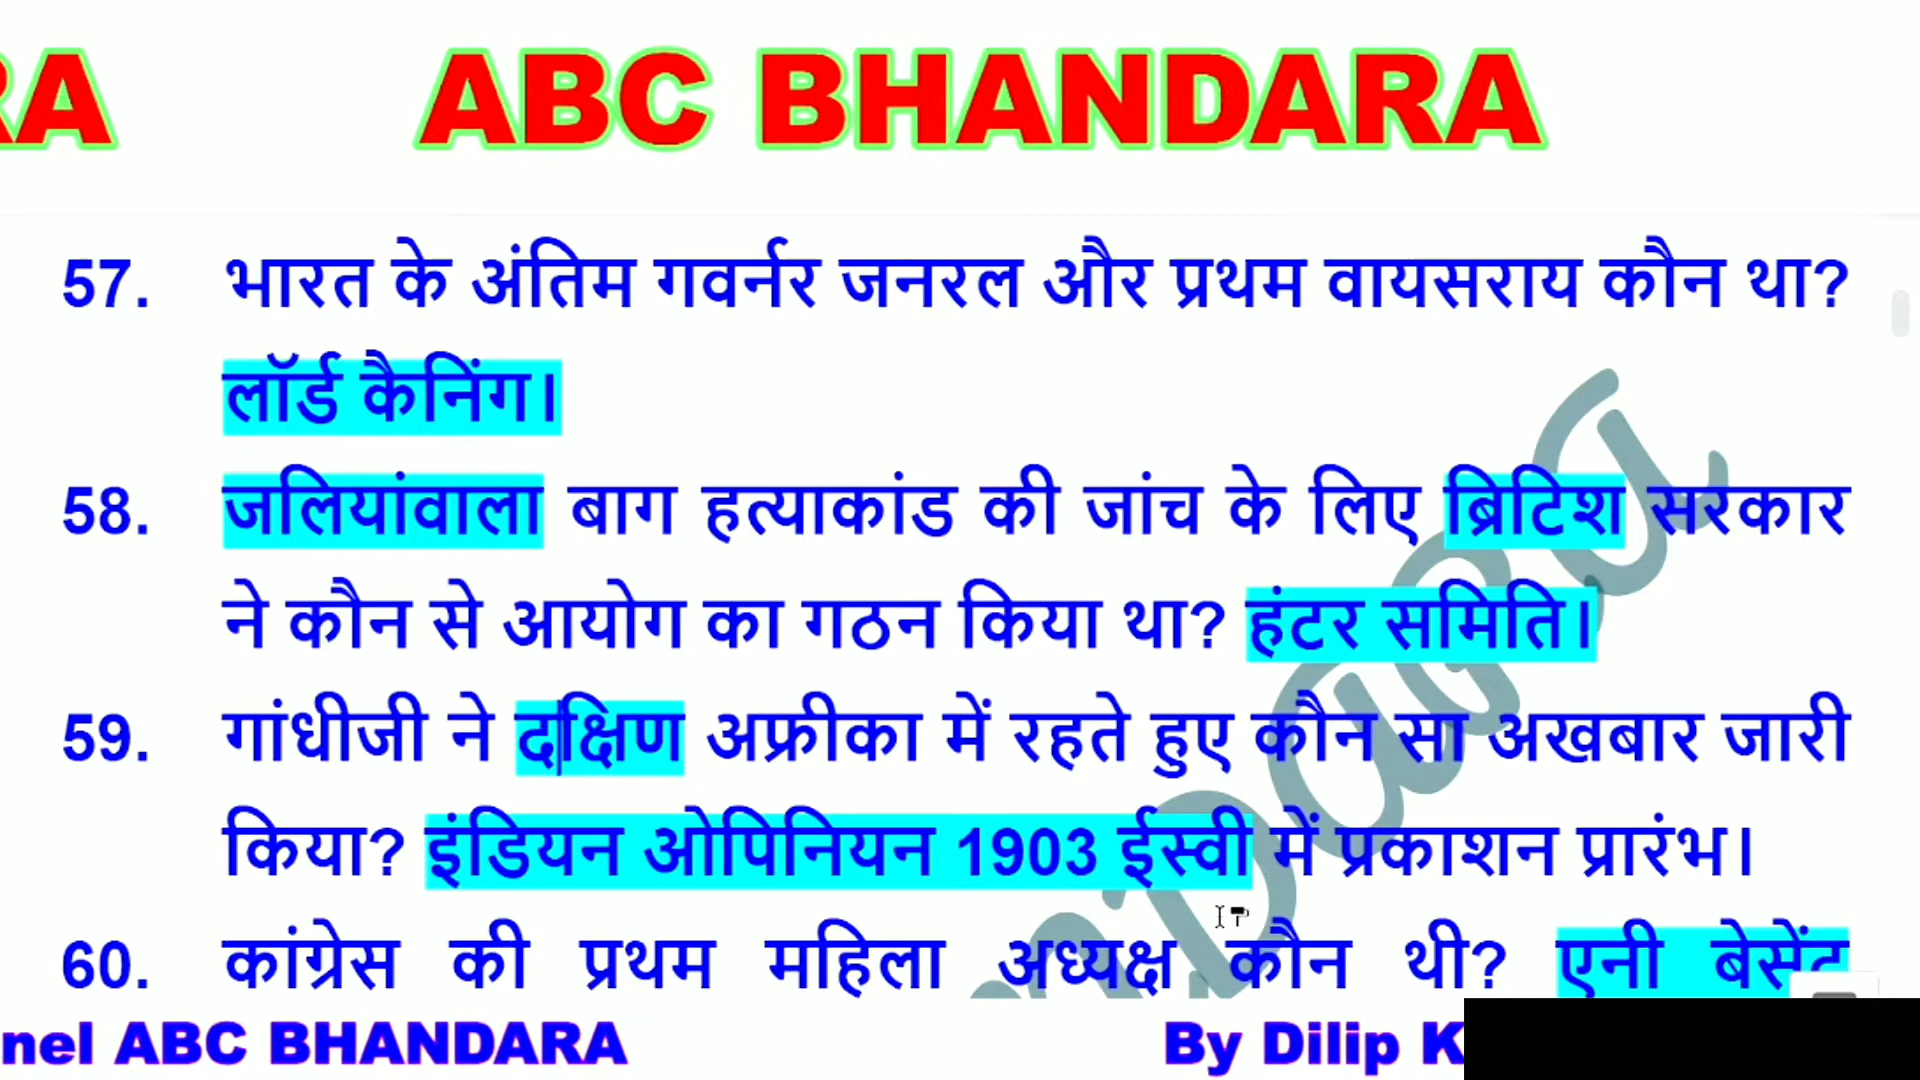 RA ABC BHANDARA
57. भारत के अंतिम गवर्नर जनरल और प्रथम वायसराय कौन था?
लॉर्ड कैनिंग।
58. जलियांवाला बाग हत्याकांड की जांच के लिए ब्रिटिश सरकार
ने कौन से आयोग का गठन किया था? हंटर समिति।
59. गांधीजी ने दक्षिण अफ्रीका में रहते हुए कौन सा अखबार जारी
किया? इंडियन ओपिनियन 1903 ईस्वी में प्रकाशन प्रारंभ।
60. कांग्रेस की प्रथम महिला अध्यक्ष कौन थी? एनी बेसेंट
nel ABC BHANDARA By Dilip K